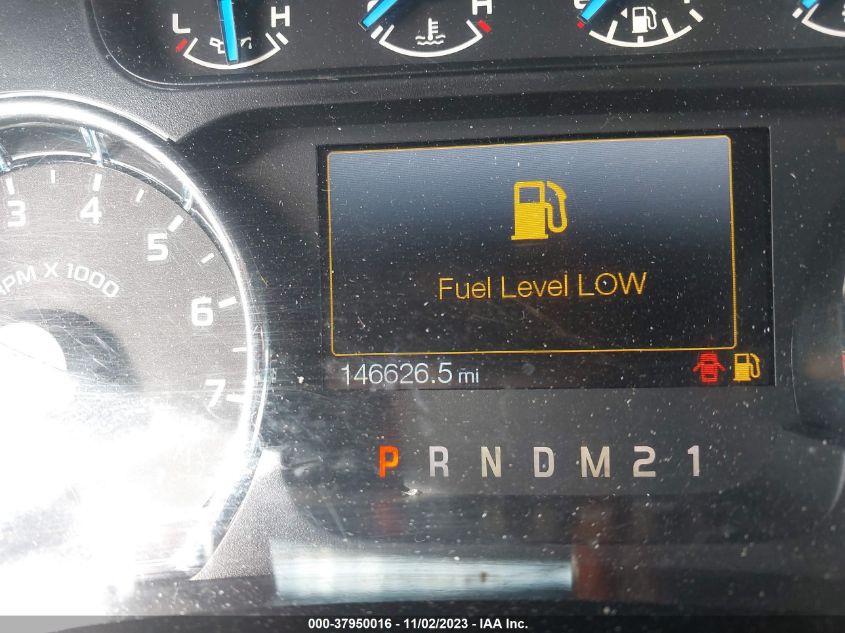 L H H E
3 4 5 6 7
RPM X 1000
Fuel Level LOW
146626.5 mi
P R N D M 2 1
000-37950016 - 11/02/2023 - IAA Inc.